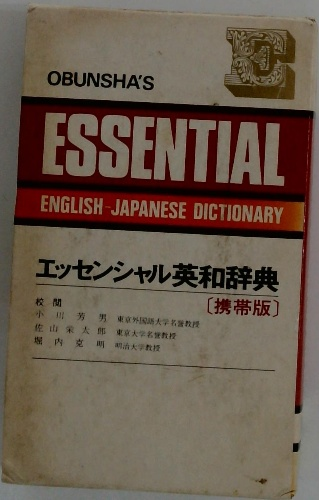 E
OBUNSHA'S
ESSENTIAL
ENGLISH-JAPANESE DICTIONARY
エッセンシャル英和辞典
〔携帯版〕
校閲
小川芳男 東京外国語大学名誉教授
佐山栄太郎 東京大学名誉教授
堀内克明 明治大学教授